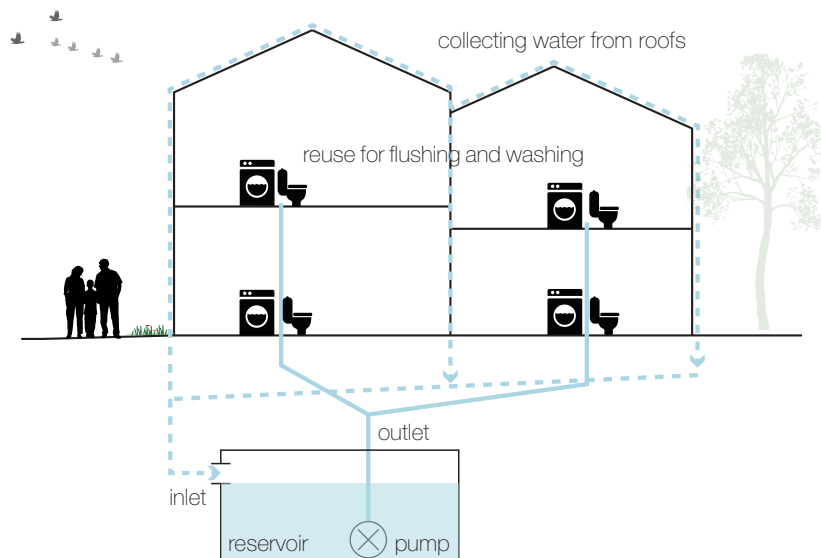 collecting water from roofs
reuse for flushing and washing
outlet
inlet
reservoir
pump